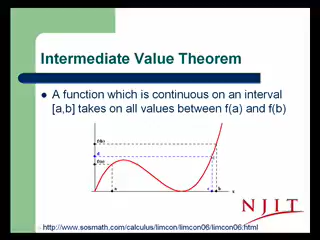 Intermediate Value Theorem
A function which is continuous on an interval
[a,b] takes on all values between f(a) and f(b)
a
b
x
NJIT
http://www.sosmath.com/calculus/limcon/limcon06/limcon06.html